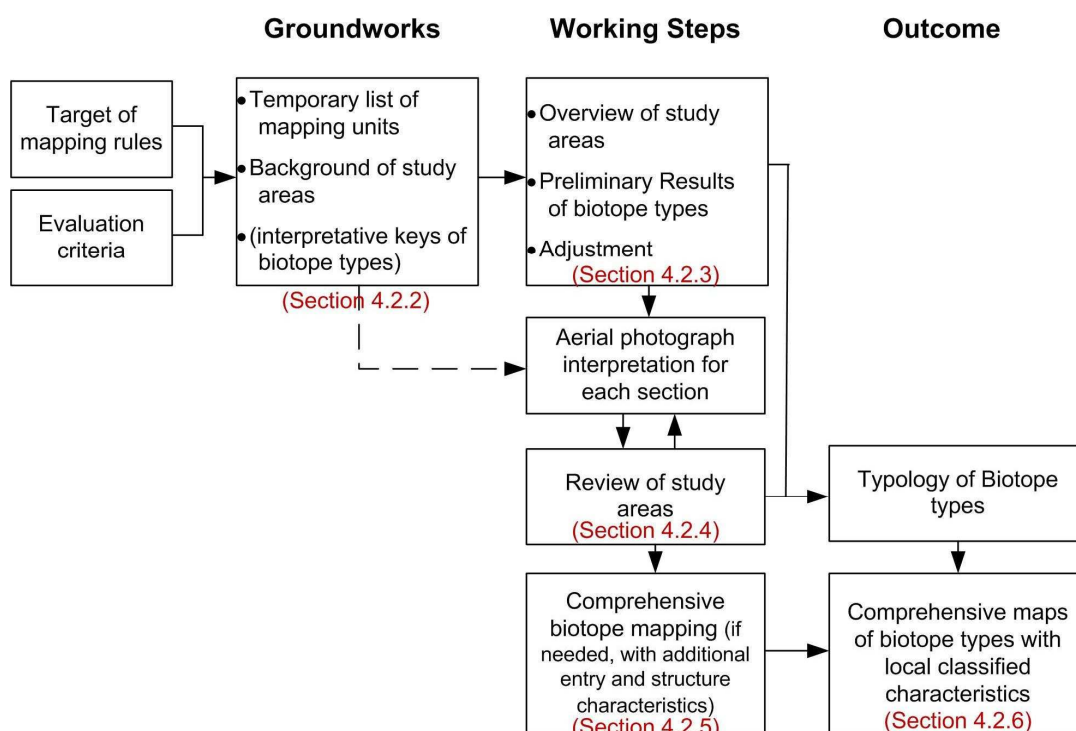 Groundworks
Working Steps
Outcome
Target of
mapping rules
Evaluation
criteria
• Temporary list of
mapping units
• Background of study
areas
• (interpretative keys of
biotope types)
(Section 4.2.2)
• Overview of study
areas
• Preliminary Results
of biotope types
• Adjustment
(Section 4.2.3)
Aerial photograph
interpretation for
each section
Review of study
areas
(Section 4.2.4)
Typology of Biotope
types
Comprehensive
biotope mapping (if
needed, with additional
entry and structure
characteristics)
(Section 4.2.5)
Comprehensive maps
of biotope types with
local classified
characteristics
(Section 4.2.6)